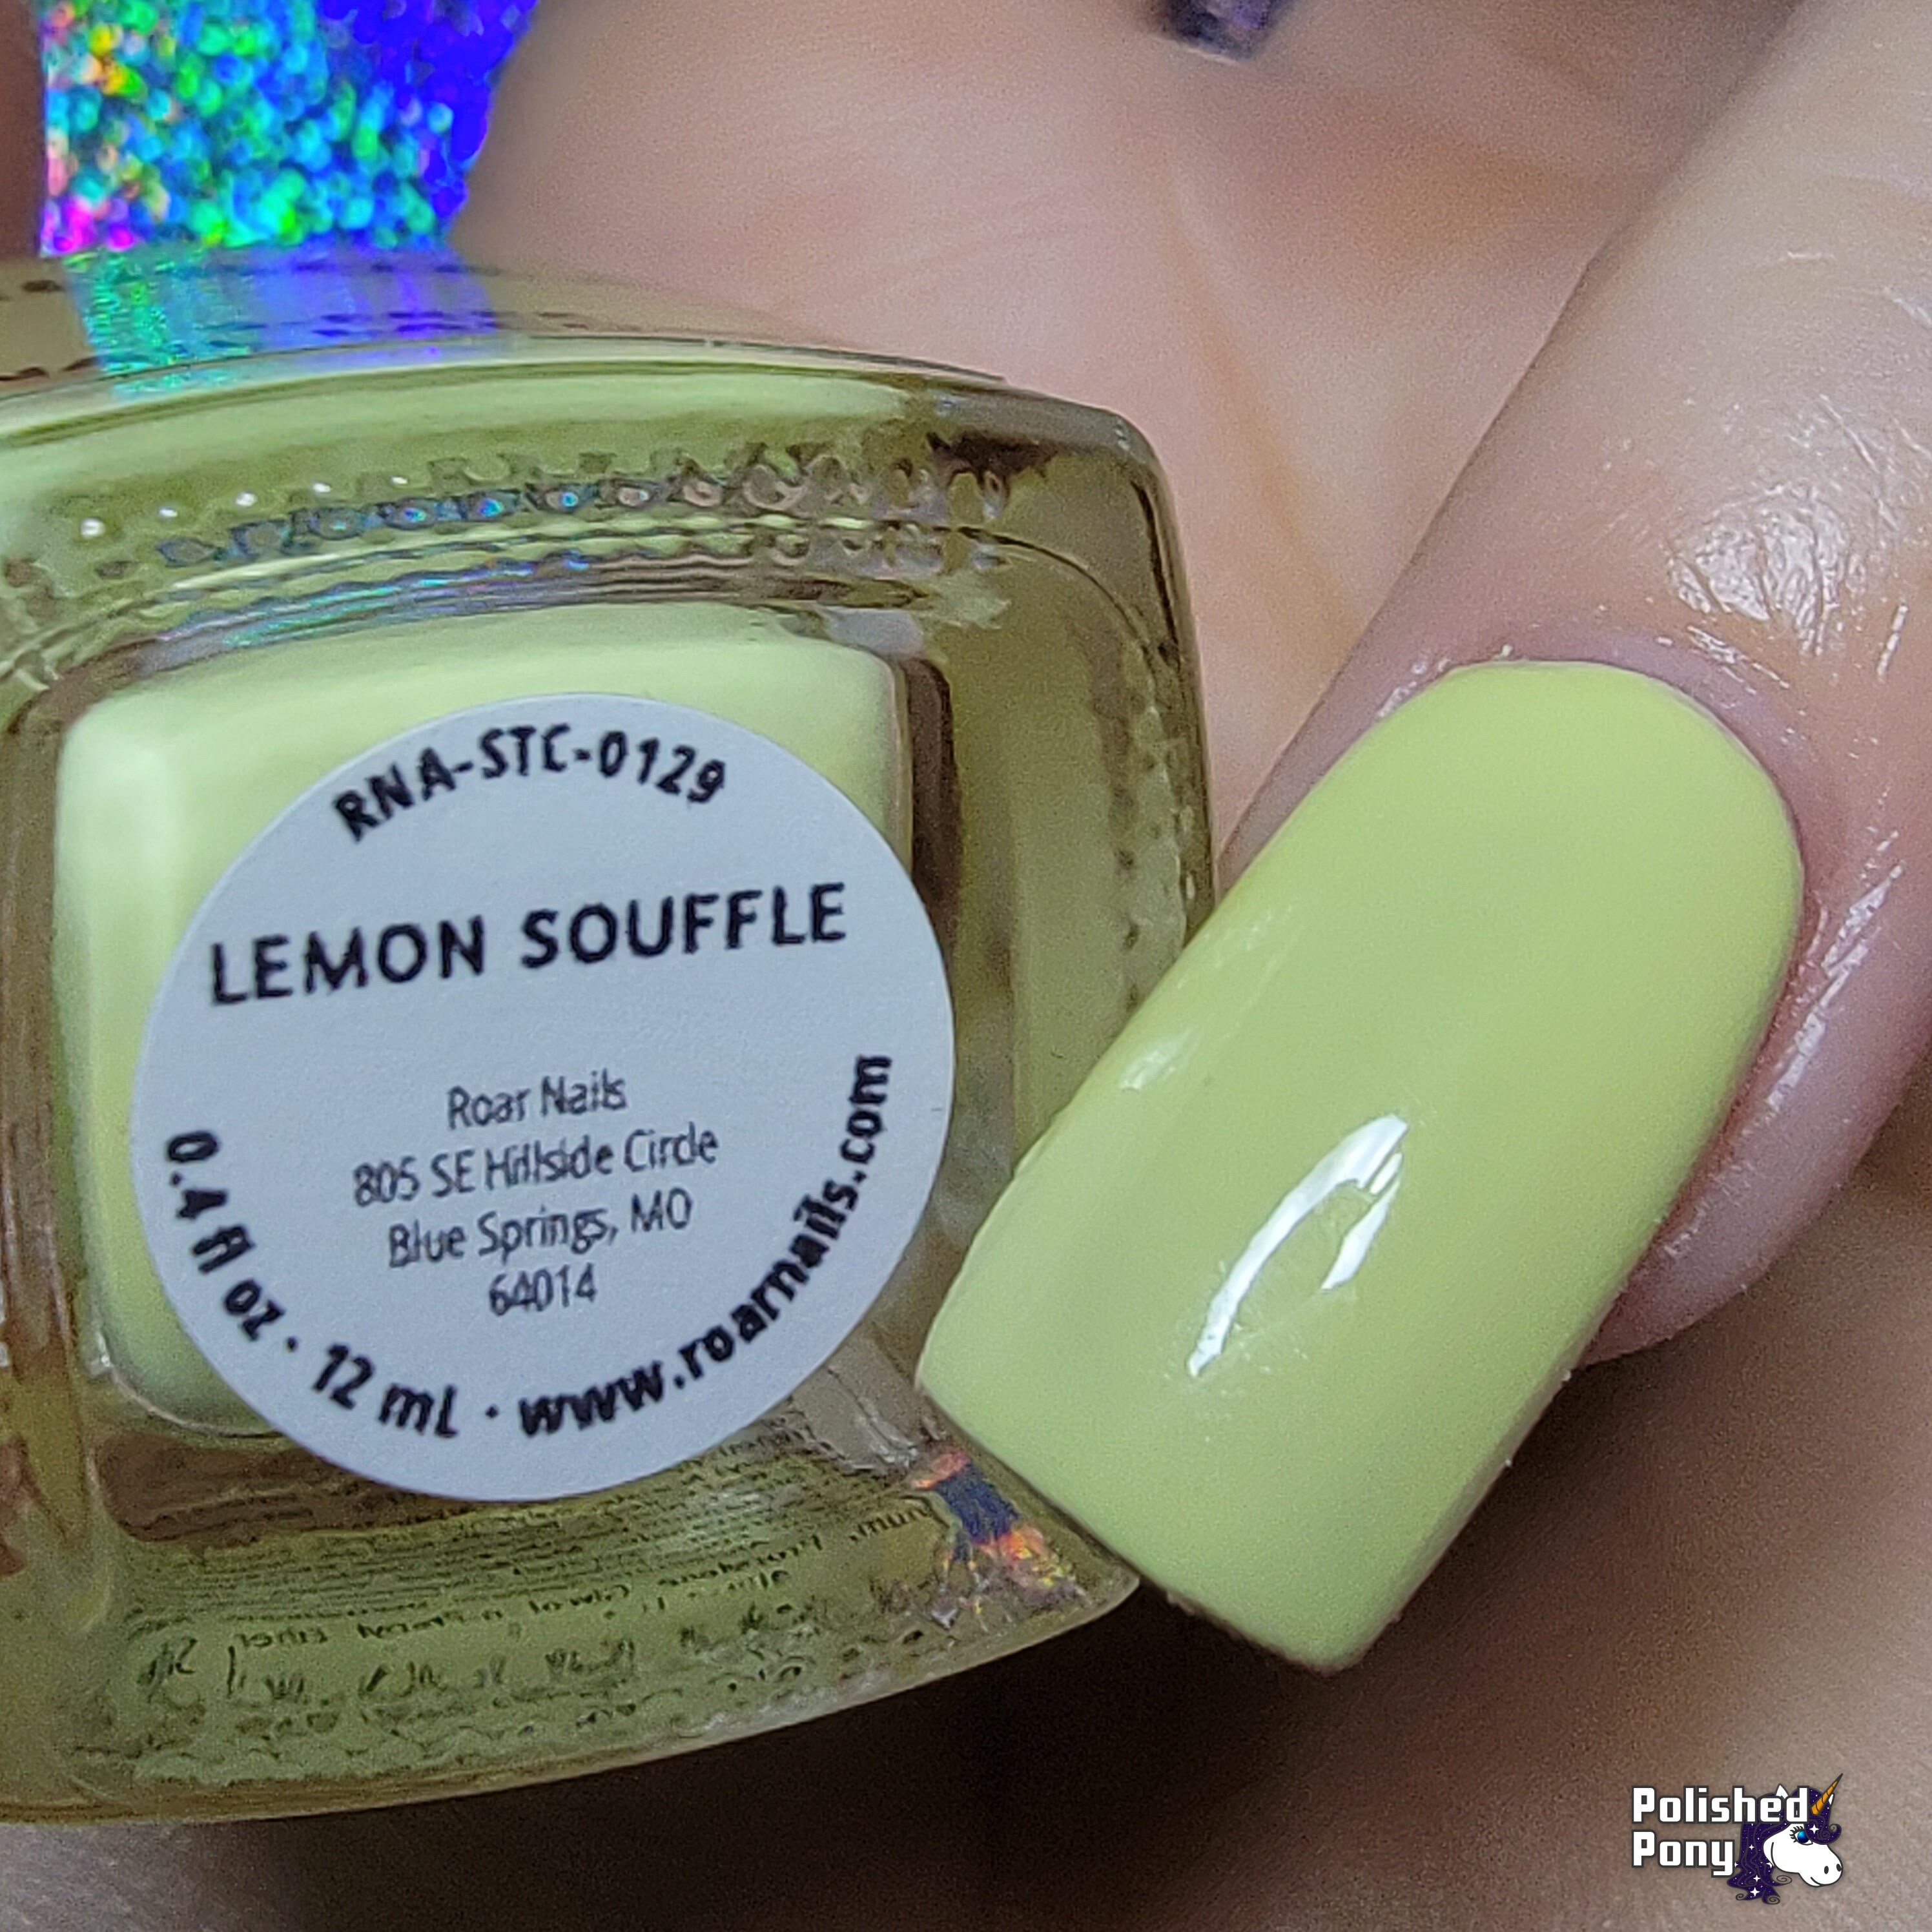 RNA-STC-0129
LEMON SOUFFLE
Roar Nails
805 SE Hillside Circle
Blue Springs, MO
64014
0.4 fl oz · 12 mL · www.roarnails.com
Polished
Pony